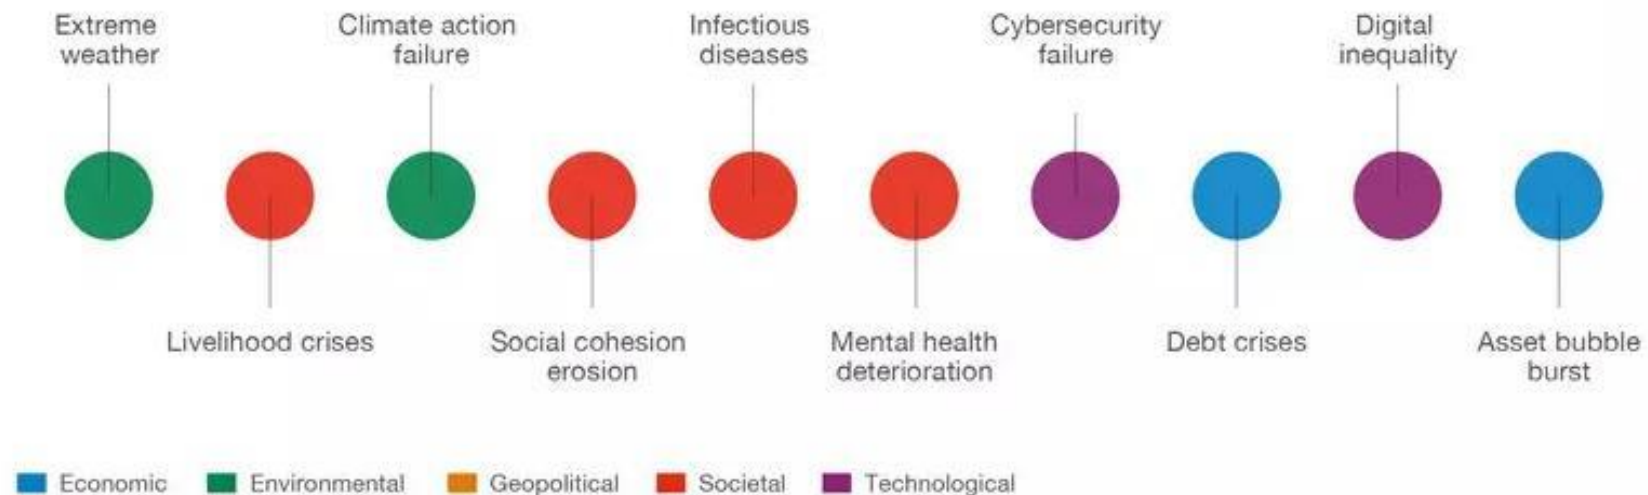 Extreme
weather
Climate action
failure
Infectious
diseases
Cybersecurity
failure
Digital
inequality
Livelihood crises
Social cohesion
erosion
Mental health
deterioration
Debt crises
Asset bubble
burst
Economic
Environmental
Geopolitical
Societal
Technological